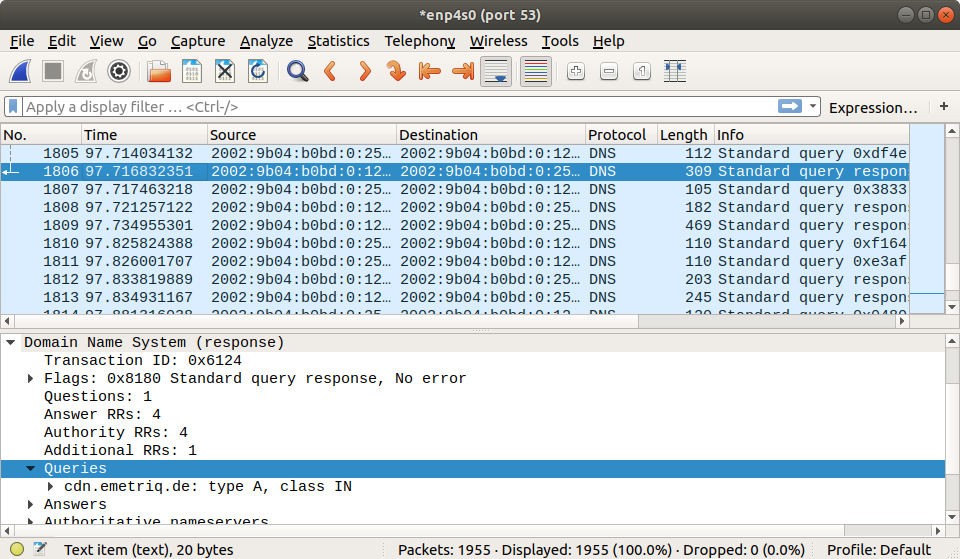 *enp4s0 (port 53)
File Edit View Go Capture Analyze Statistics Telephony Wireless Tools Help
Apply a display filter … <Ctrl-/> Expression… +
No. Time Source Destination Protocol Length Info
1805 97.714034132 2002:9b04:b0bd:0:25… 2002:9b04:b0bd:0:12… DNS 112 Standard query 0xdf4e
1806 97.716832351 2002:9b04:b0bd:0:12… 2002:9b04:b0bd:0:25… DNS 309 Standard query respon
1807 97.717463218 2002:9b04:b0bd:0:25… 2002:9b04:b0bd:0:12… DNS 105 Standard query 0x3833
1808 97.721257122 2002:9b04:b0bd:0:12… 2002:9b04:b0bd:0:25… DNS 182 Standard query respon
1809 97.734955301 2002:9b04:b0bd:0:12… 2002:9b04:b0bd:0:25… DNS 469 Standard query respon
1810 97.825824388 2002:9b04:b0bd:0:25… 2002:9b04:b0bd:0:12… DNS 110 Standard query 0xf164
1811 97.826001707 2002:9b04:b0bd:0:25… 2002:9b04:b0bd:0:12… DNS 110 Standard query 0xe3af
1812 97.833819889 2002:9b04:b0bd:0:12… 2002:9b04:b0bd:0:25… DNS 203 Standard query respon
1813 97.834931167 2002:9b04:b0bd:0:12… 2002:9b04:b0bd:0:25… DNS 245 Standard query respon
Domain Name System (response)
Transaction ID: 0x6124
Flags: 0x8180 Standard query response, No error
Questions: 1
Answer RRs: 4
Authority RRs: 4
Additional RRs: 1
Queries
cdn.emetriq.de: type A, class IN
Answers
Authoritative nameservers
Text item (text), 20 bytes Packets: 1955 · Displayed: 1955 (100.0%) · Dropped: 0 (0.0%) Profile: Default